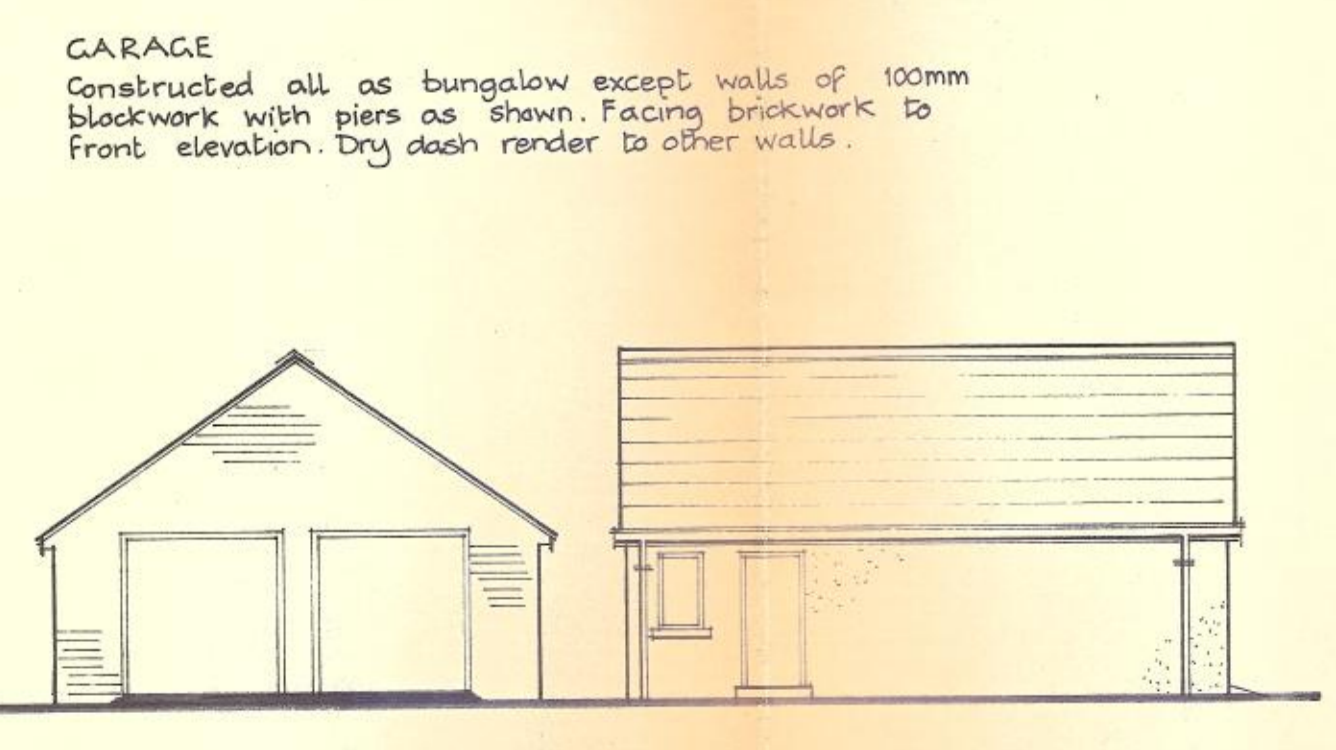 GARAGE
Constructed all as bungalow except walls of 100mm
blockwork with piers as shown. Facing brickwork to
front elevation. Dry dash render to other walls.